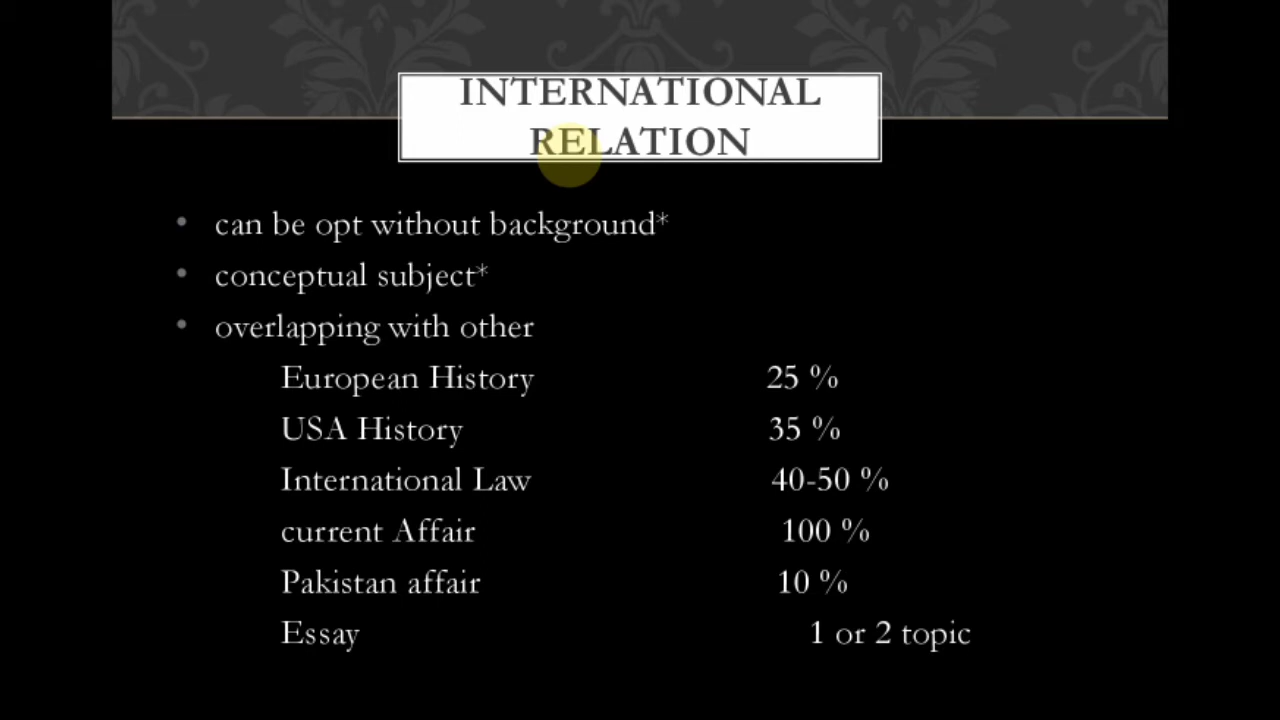 INTERNATIONAL
RELATION
• can be opt without background*
• conceptual subject*
• overlapping with other
European History 25 %
USA History 35 %
International Law 40-50 %
current Affair 100 %
Pakistan affair 10 %
Essay 1 or 2 topic